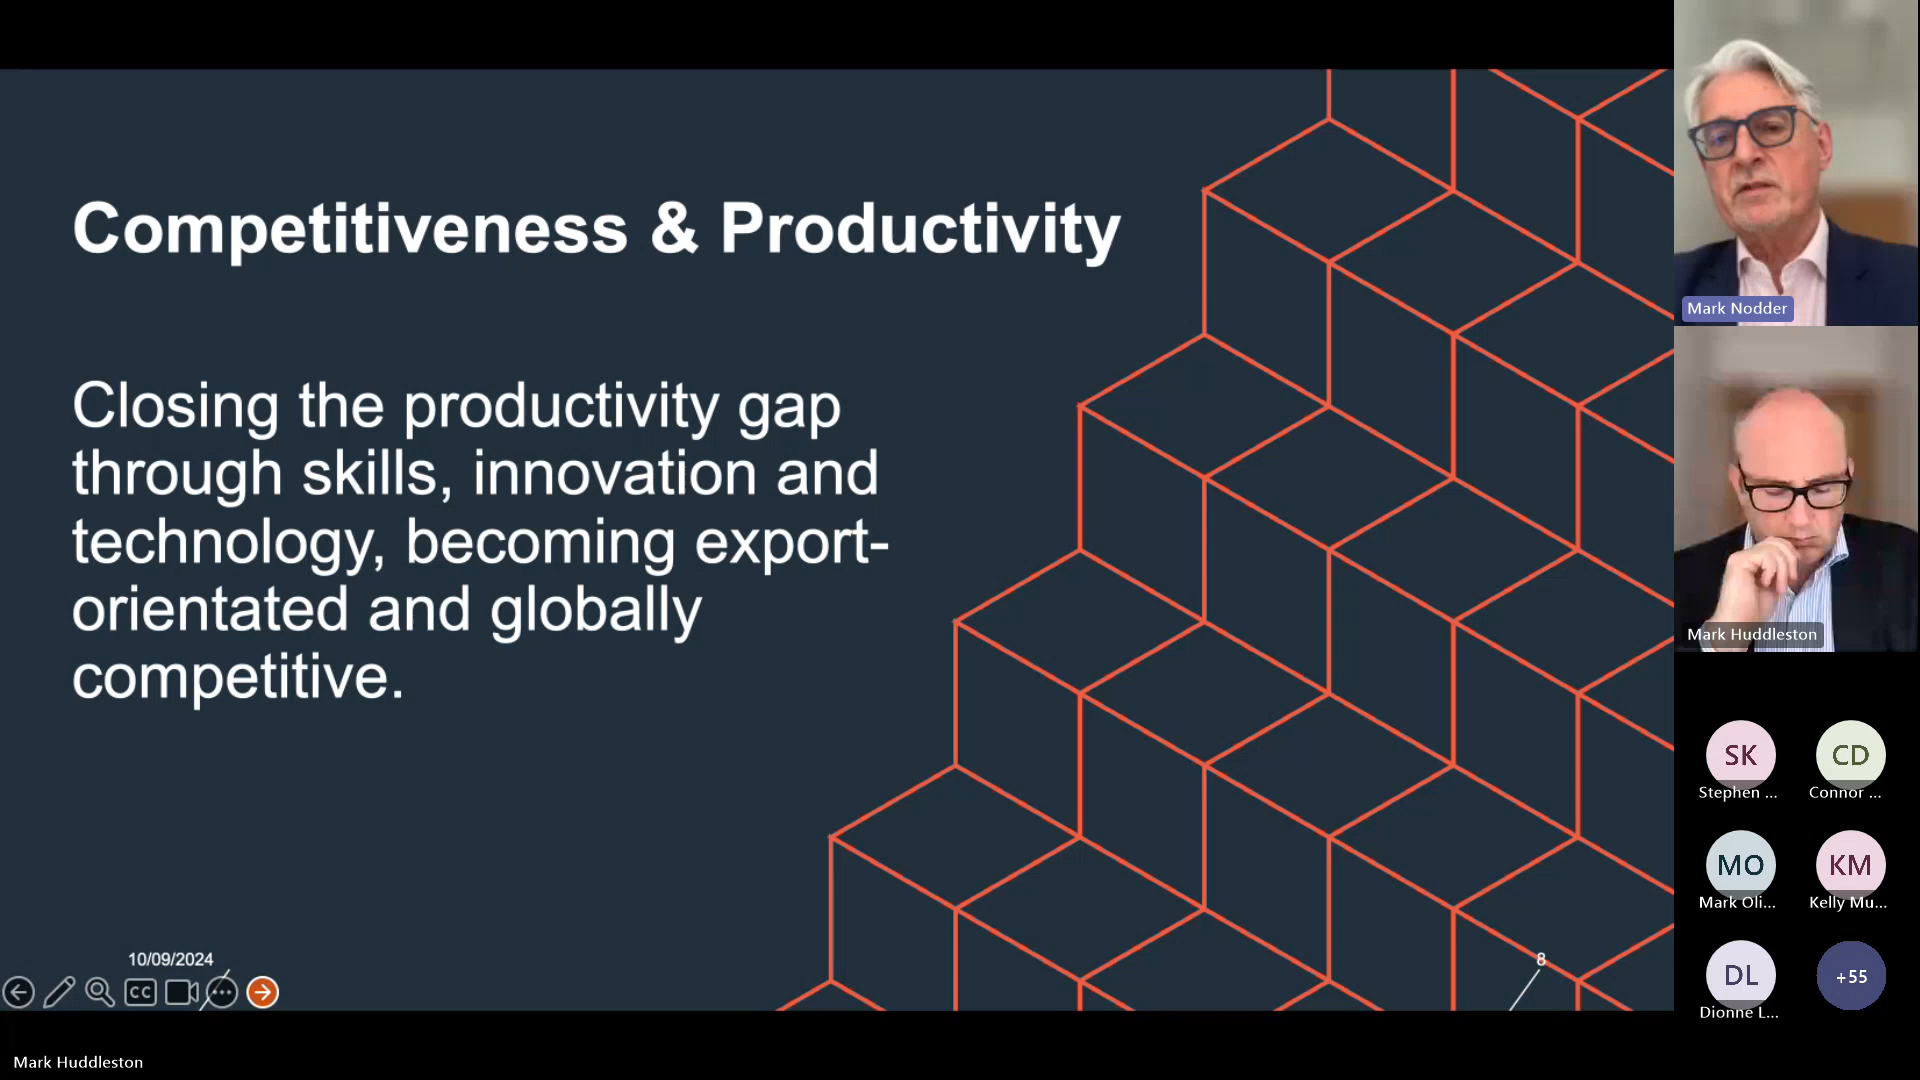 Competitiveness & Productivity
Closing the productivity gap
through skills, innovation and
technology, becoming export-
orientated and globally
competitive.
10/09/2024
8
CC
Mark Nodder
Mark Huddleston
SK
Stephen ...
CD
Connor ...
MO
Mark Oli...
KM
Kelly Mu...
DL
Dionne L...
+55
Mark Huddleston